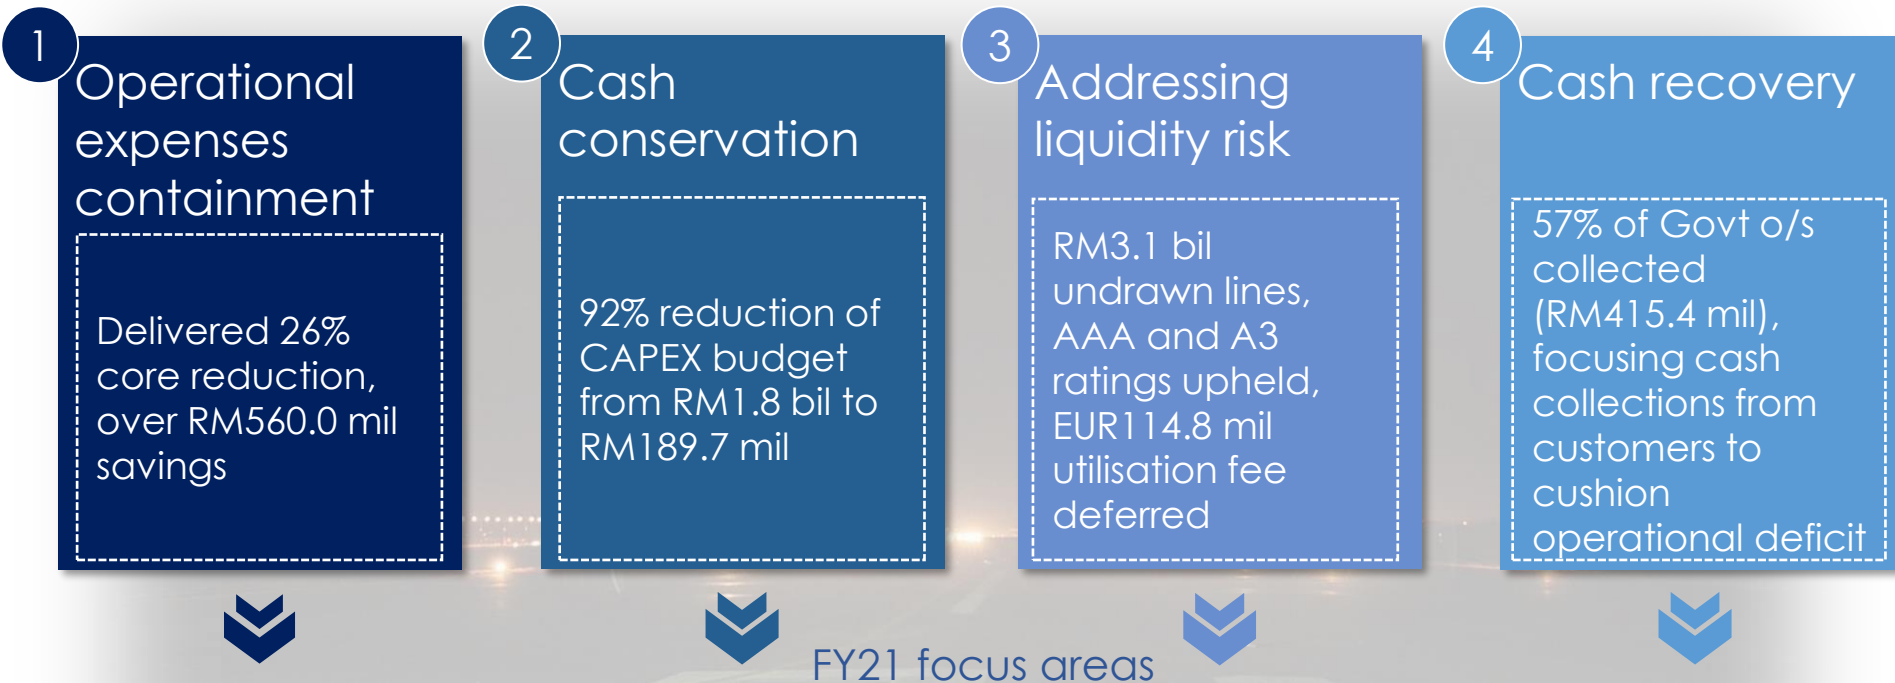 1
Operational
expenses
containment
Delivered 26%
core reduction,
over RM560.0 mil
savings
2
Cash
conservation
92% reduction of
CAPEX budget
from RM1.8 bil to
RM189.7 mil
3
Addressing
liquidity risk
RM3.1 bil
undrawn lines,
AAA and A3
ratings upheld,
EUR114.8 mil
utilisation fee
deferred
4
Cash recovery
57% of Govt o/s
collected
(RM415.4 mil),
focusing cash
collections from
customers to
cushion
operational deficit
FY21 focus areas